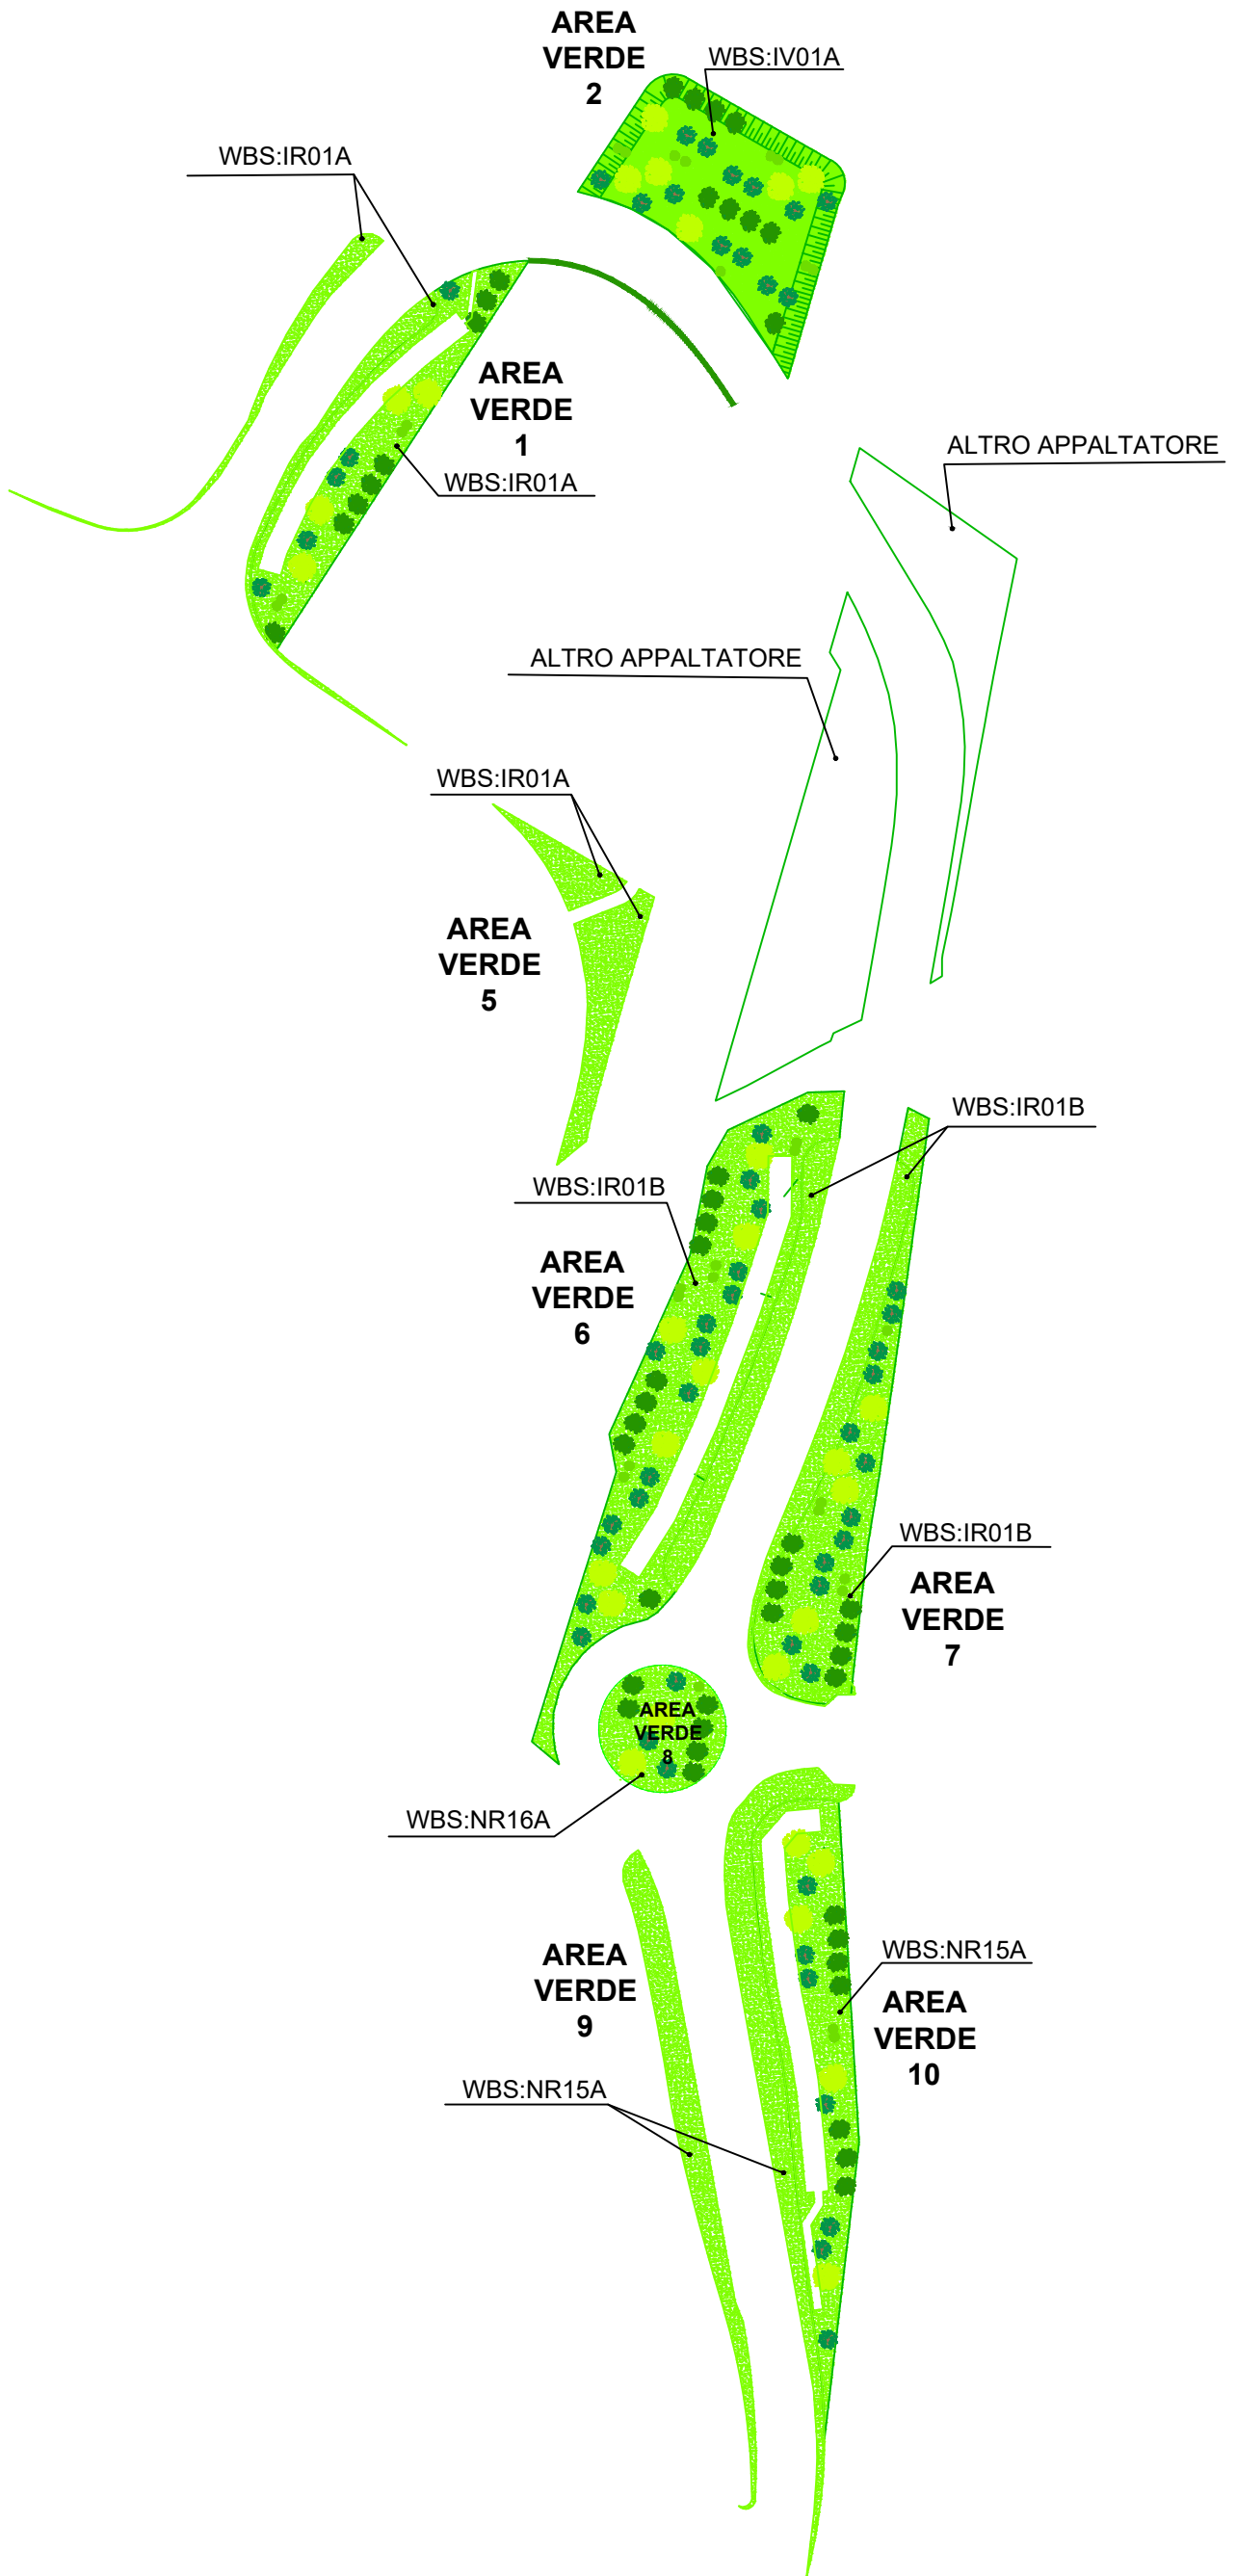 AREA
VERDE
2
WBS:IV01A
WBS:IR01A
AREA
VERDE
1
WBS:IR01A
ALTRO APPALTATORE
ALTRO APPALTATORE
WBS:IR01A
AREA
VERDE
5
WBS:IR01B
WBS:IR01B
AREA
VERDE
6
WBS:IR01B
AREA
VERDE
7
AREA
VERDE
8
WBS:NR16A
AREA
VERDE
9
WBS:NR15A
AREA
VERDE
10
WBS:NR15A